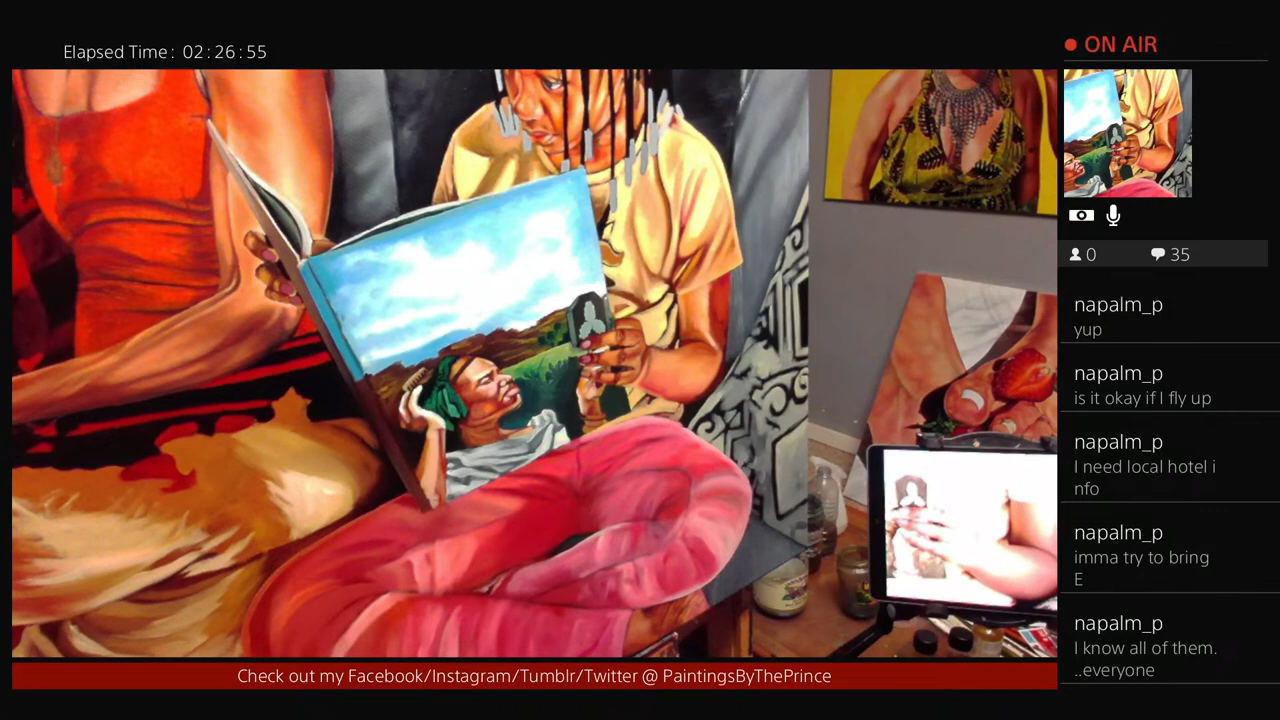 Elapsed Time: 02:26:55
ON AIR
0 35
napalm_p
yup
napalm_p
is it okay if I fly up
napalm_p
I need local hotel i
nfo
napalm_p
imma try to bring
E
napalm_p
I know all of them.
..everyone
Check out my Facebook/Instagram/Tumblr/Twitter @ PaintingsByThePrince